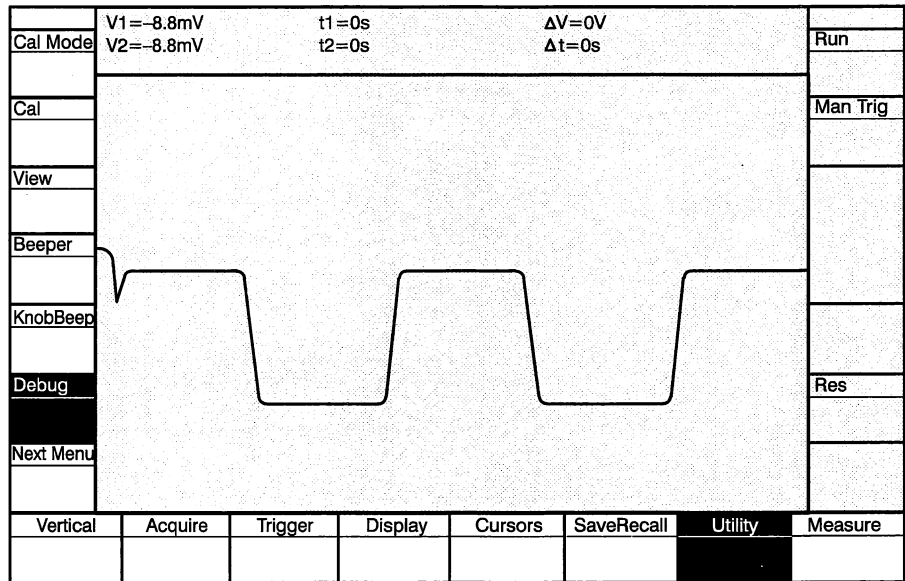 V1=–8.8mV t1=0s ΔV=0V
V2=–8.8mV t2=0s Δt=0s
Cal Mode
Cal
View
Beeper
KnobBeep
Debug
Next Menu
Run
Man Trig
Res
Vertical Acquire Trigger Display Cursors SaveRecall Utility Measure